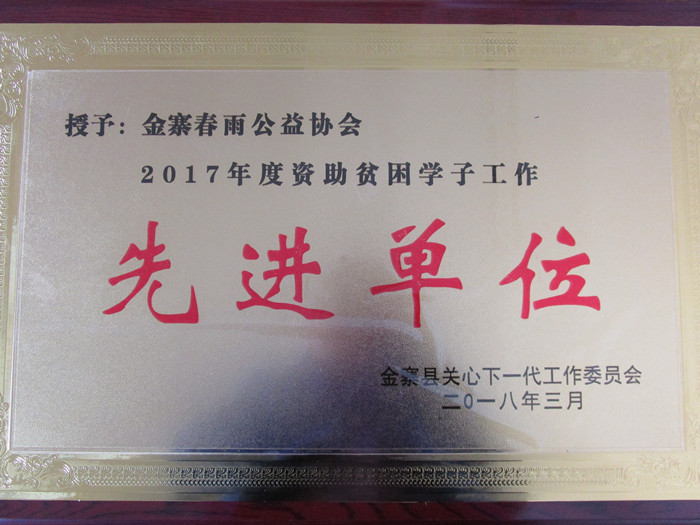 授予：金寨春雨公益协会
2017年度资助贫困学子工作
先进单位
金寨县关心下一代工作委员会
二〇一八年三月